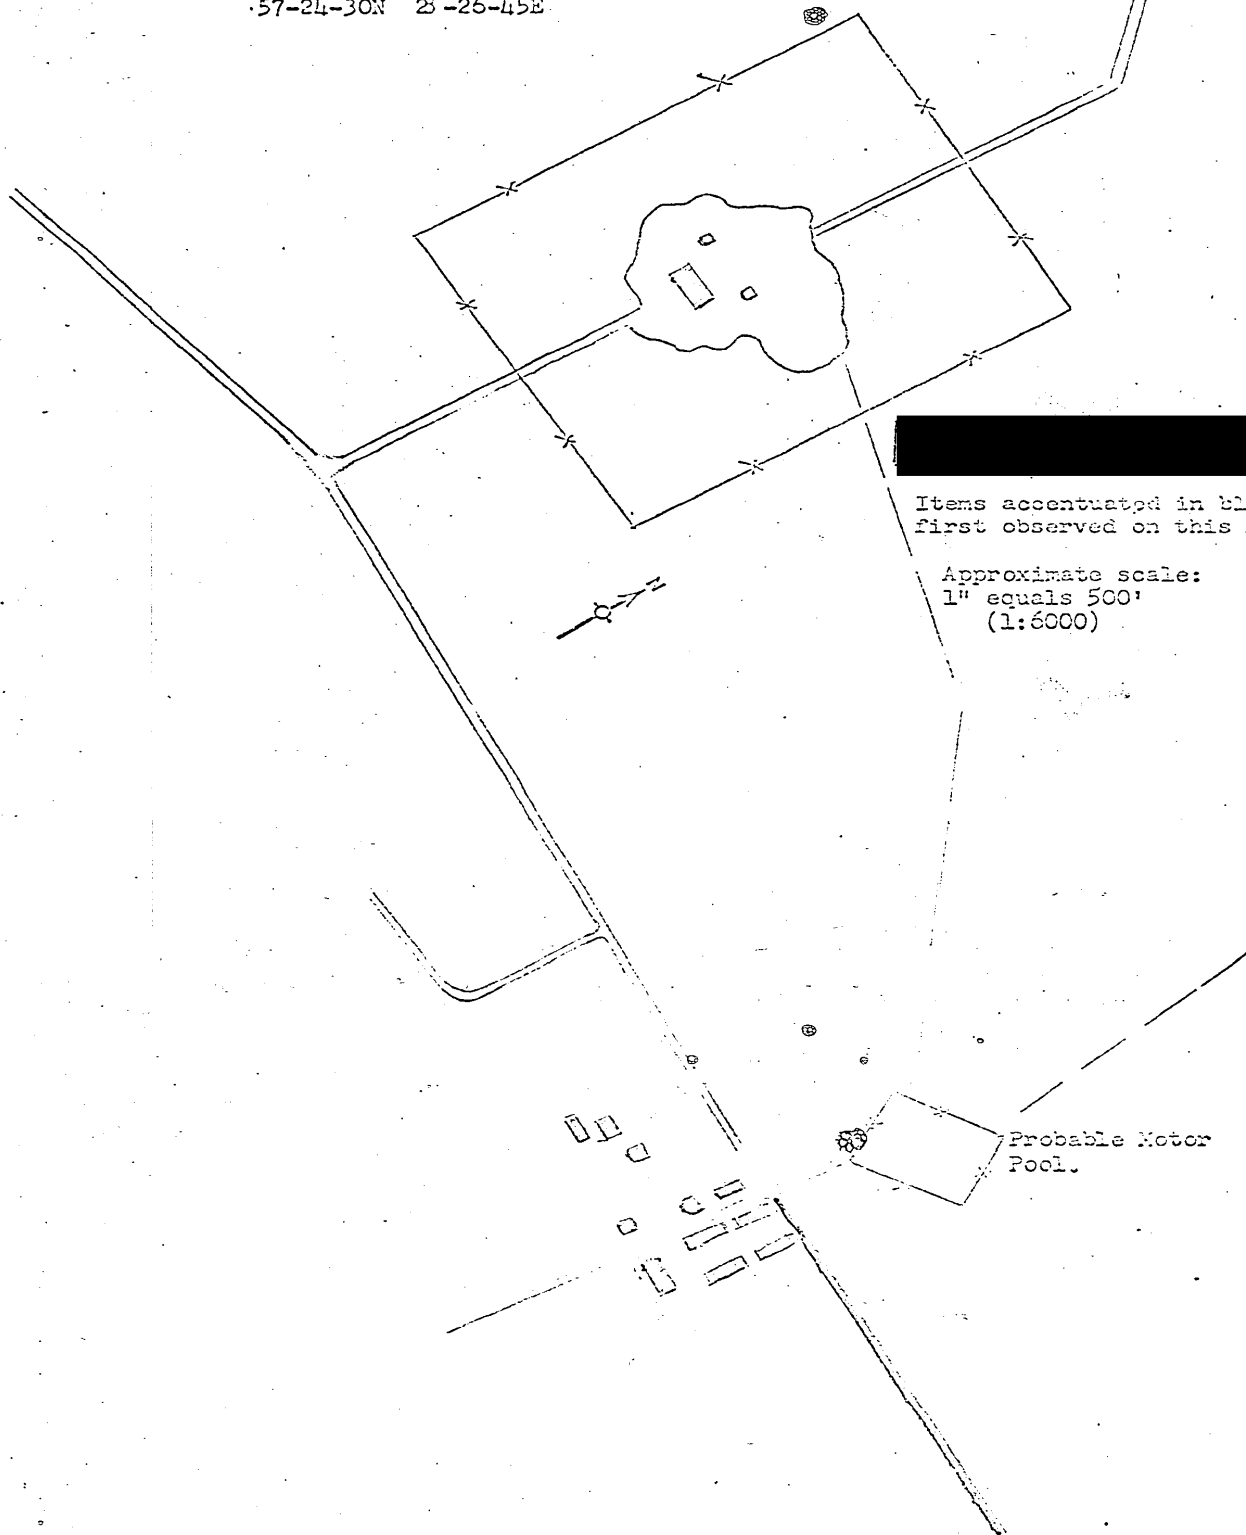 57-24-30N 23-26-45E
N
Items accentuated in bl
first observed on this
Approximate scale:
1" equals 500'
(1:6000)
Probable Motor
Pool.